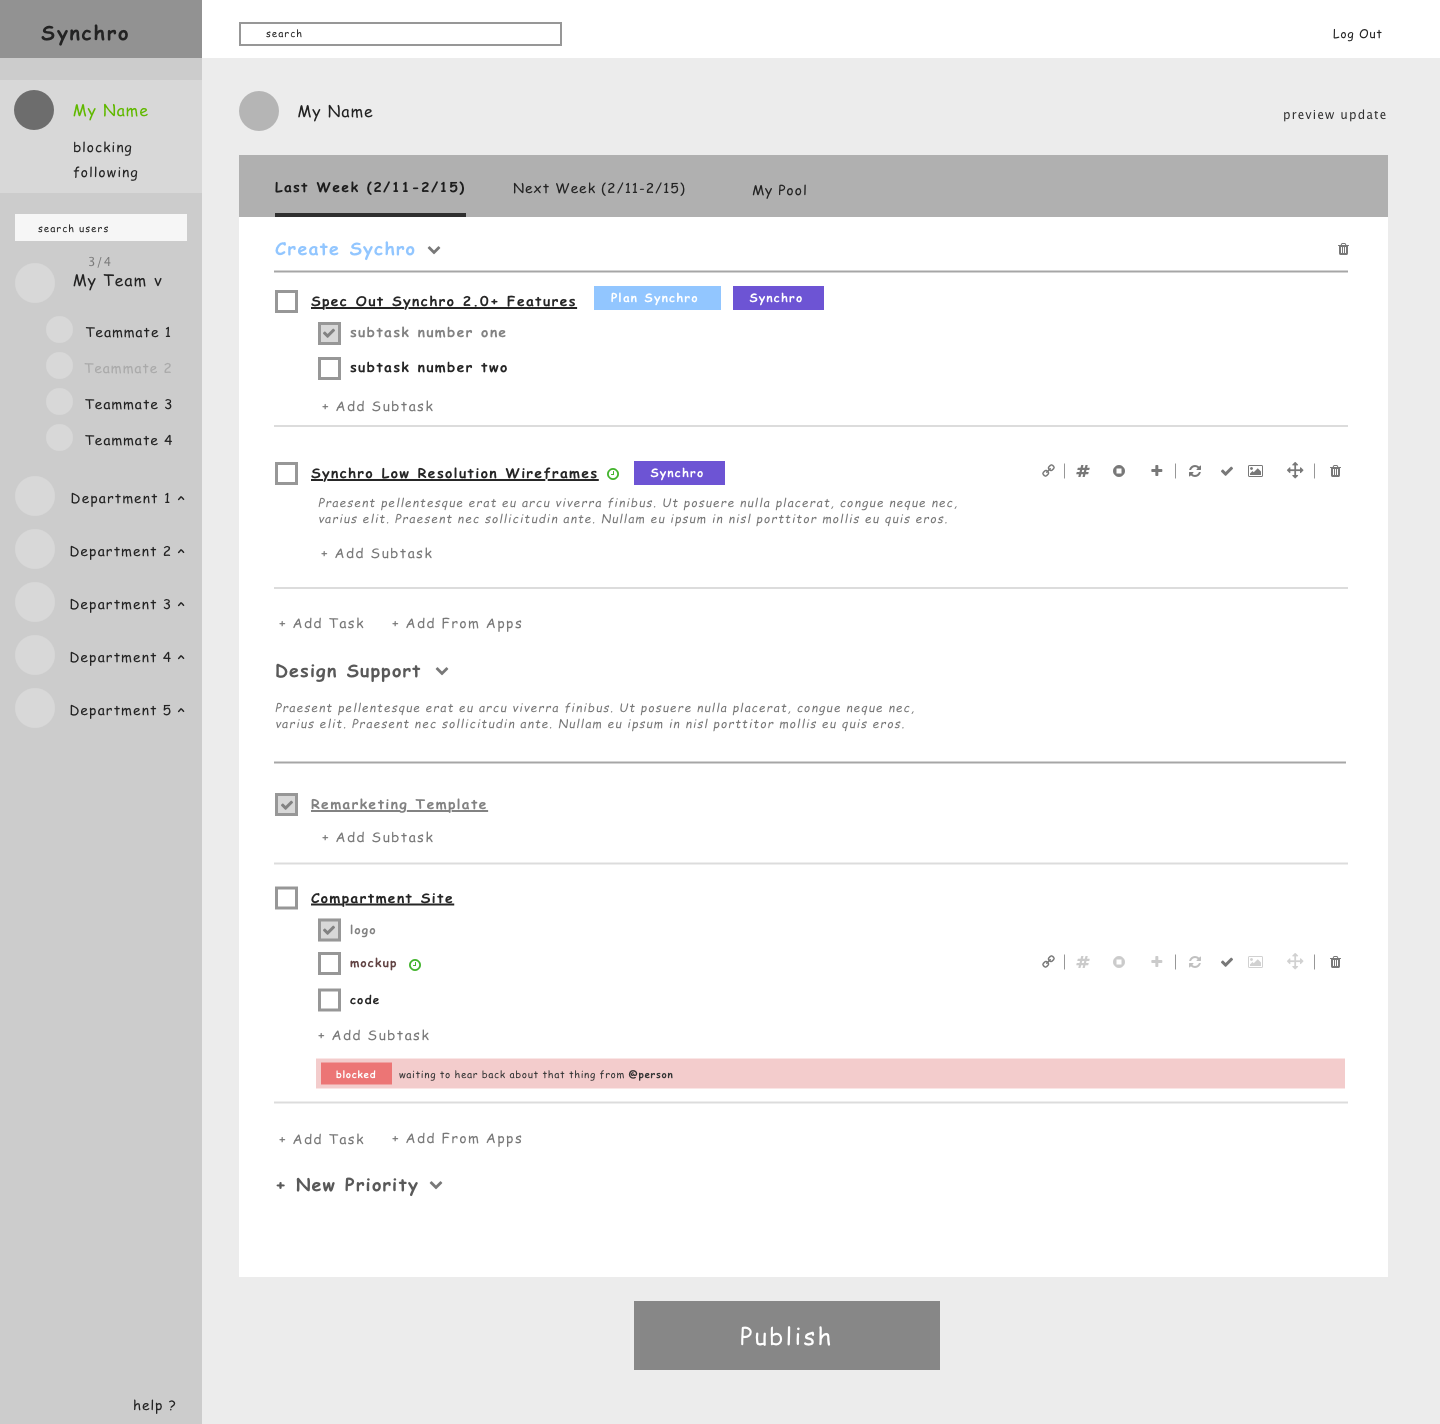 Synchro
search
Log Out
My Name
blocking
following
search users
3/4
My Team v
Teammate 1
Teammate 2
Teammate 3
Teammate 4
Department 1 ^
Department 2 ^
Department 3 ^
Department 4 ^
Department 5 ^
help ?
My Name
preview update
Last Week (2/11-2/15)
Next Week (2/11-2/15)
My Pool
Create Sychro
Spec Out Synchro 2.0+ Features
Plan Synchro
Synchro
subtask number one
subtask number two
+ Add Subtask
Synchro Low Resolution Wireframes
Synchro
Praesent pellentesque erat eu arcu viverra finibus. Ut posuere nulla placerat, congue neque nec,
varius elit. Praesent nec sollicitudin ante. Nullam eu ipsum in nisl porttitor mollis eu quis eros.
+ Add Subtask
+ Add Task
+ Add From Apps
Design Support
Praesent pellentesque erat eu arcu viverra finibus. Ut posuere nulla placerat, congue neque nec,
varius elit. Praesent nec sollicitudin ante. Nullam eu ipsum in nisl porttitor mollis eu quis eros.
Remarketing Template
+ Add Subtask
Compartment Site
logo
mockup
code
+ Add Subtask
blocked
waiting to hear back about that thing from @person
+ Add Task
+ Add From Apps
+ New Priority
Publish